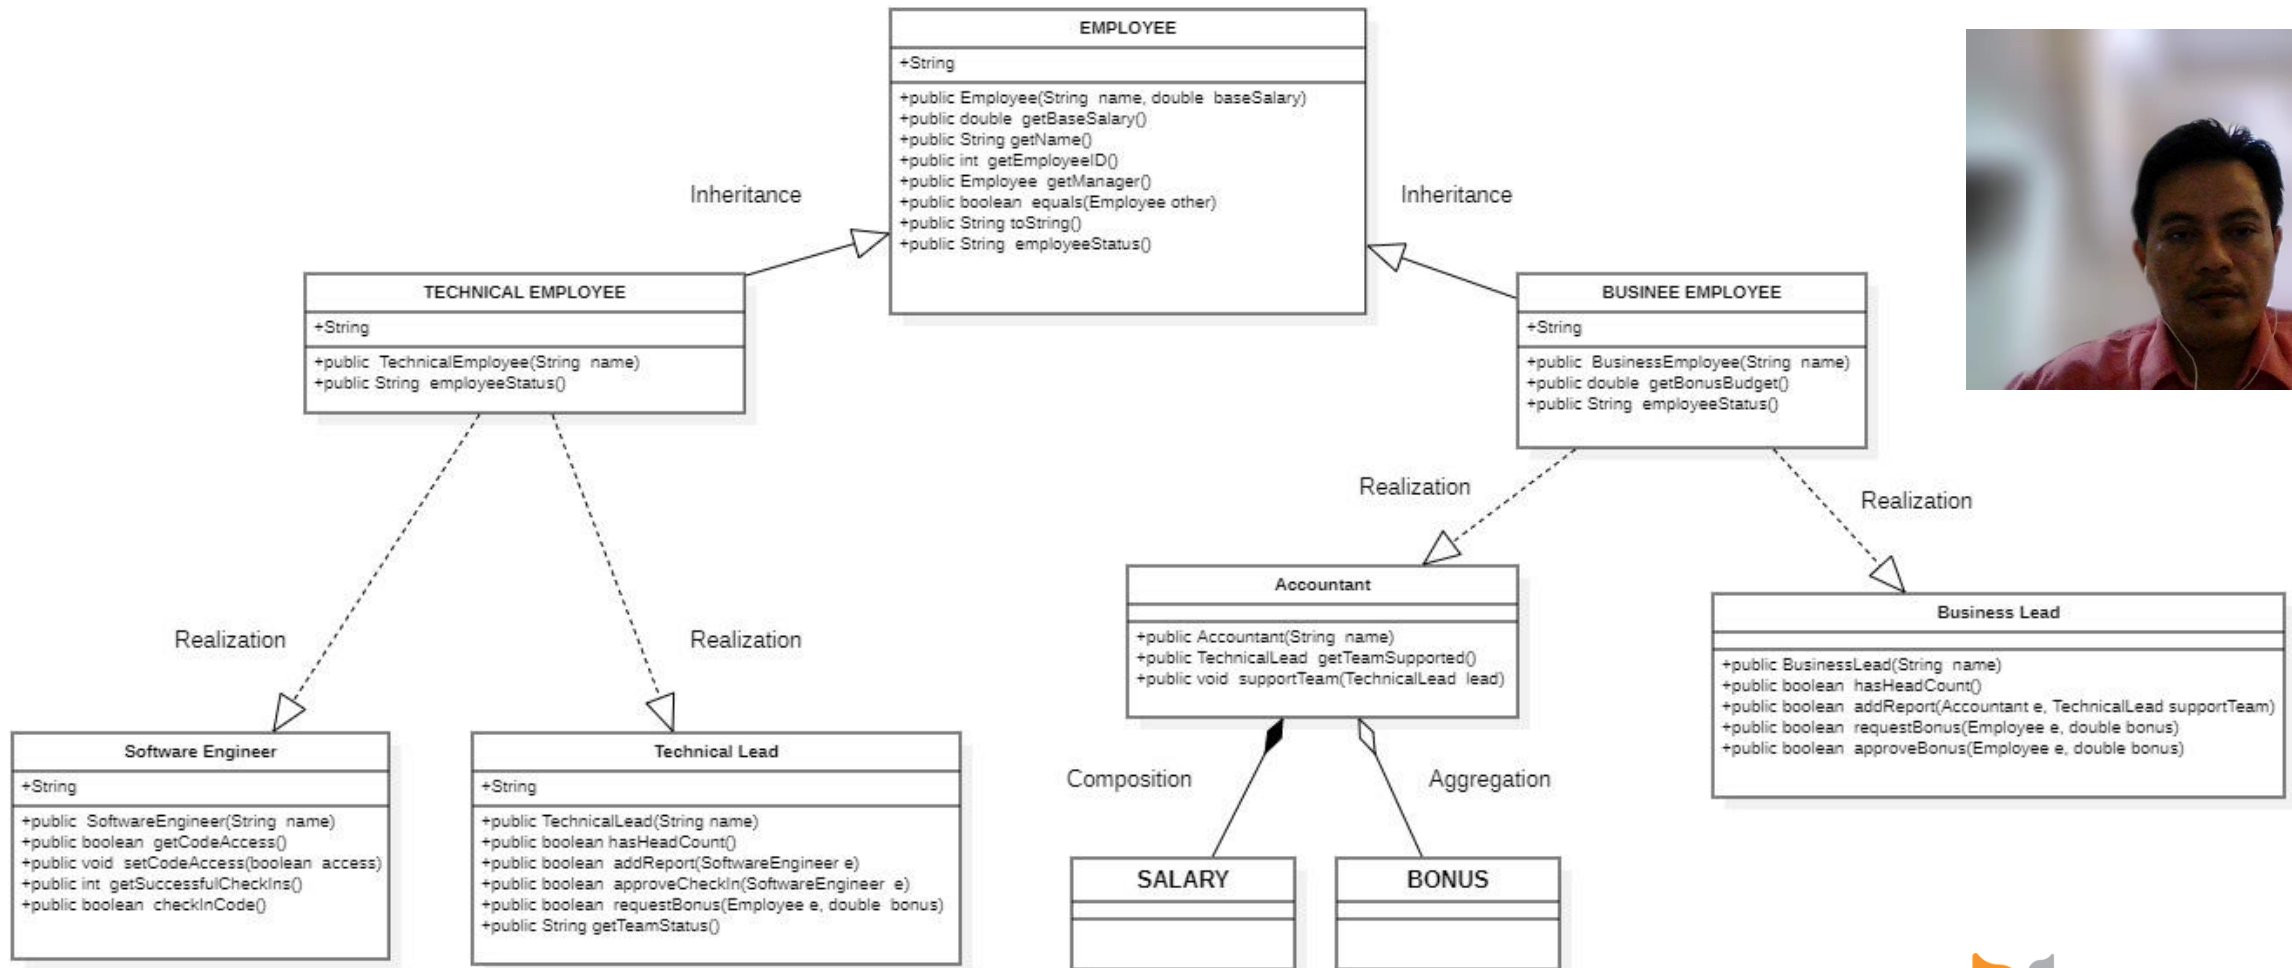 EMPLOYEE
+String
+public Employee(String name, double baseSalary)
+public double getBaseSalary()
+public String getName()
+public int getEmployeeID()
+public Employee getManager()
+public boolean equals(Employee other)
+public String toString()
+public String employeeStatus()
Inheritance
Inheritance
TECHNICAL EMPLOYEE
+String
+public TechnicalEmployee(String name)
+public String employeeStatus()
BUSINEE EMPLOYEE
+String
+public BusinessEmployee(String name)
+public double getBonusBudget()
+public String employeeStatus()
Realization
Realization
Realization
Realization
Software Engineer
+String
+public SoftwareEngineer(String name)
+public boolean getCodeAccess()
+public void setCodeAccess(boolean access)
+public int getSuccessfulCheckIns()
+public boolean checkInCode()
Technical Lead
+String
+public TechnicalLead(String name)
+public boolean hasHeadCount()
+public boolean addReport(SoftwareEngineer e)
+public boolean approveCheckIn(SoftwareEngineer e)
+public boolean requestBonus(Employee e, double bonus)
+public String getTeamStatus()
Accountant
+public Accountant(String name)
+public TechnicalLead getTeamSupported()
+public void supportTeam(TechnicalLead lead)
Business Lead
+public BusinessLead(String name)
+public boolean hasHeadCount()
+public boolean addReport(Accountant e, TechnicalLead supportTeam)
+public boolean requestBonus(Employee e, double bonus)
+public boolean approveBonus(Employee e, double bonus)
Composition
Aggregation
SALARY
BONUS